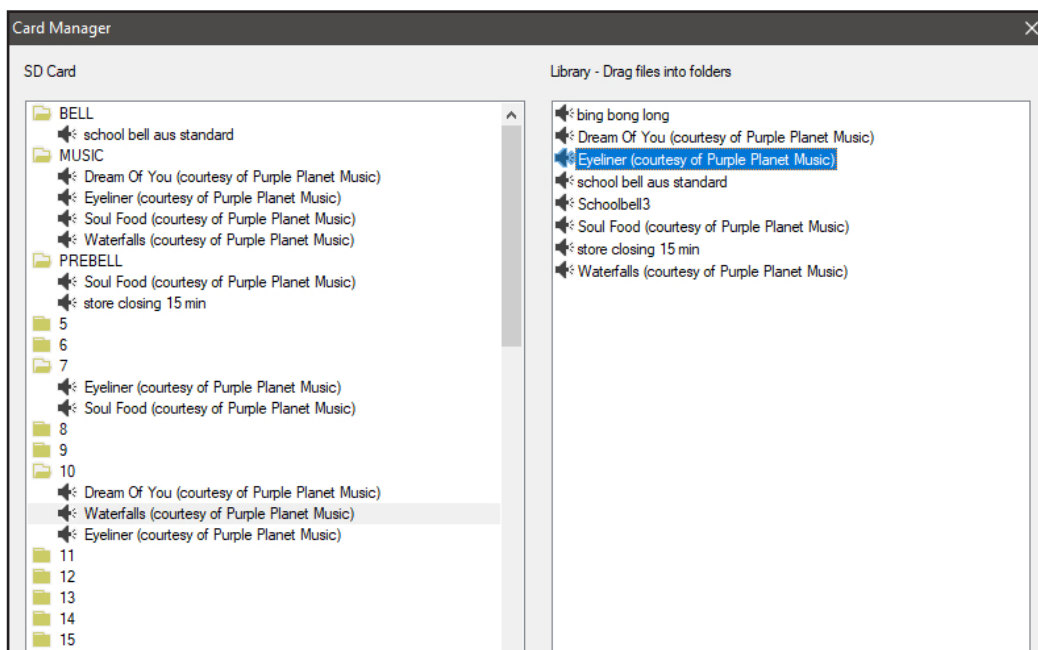 Card Manager
SD Card
BELL
school bell aus standard
MUSIC
Dream Of You (courtesy of Purple Planet Music)
Eyeliner (courtesy of Purple Planet Music)
Soul Food (courtesy of Purple Planet Music)
Waterfalls (courtesy of Purple Planet Music)
PREBELL
Soul Food (courtesy of Purple Planet Music)
store closing 15 min
5
6
7
Eyeliner (courtesy of Purple Planet Music)
Soul Food (courtesy of Purple Planet Music)
8
9
10
Dream Of You (courtesy of Purple Planet Music)
Waterfalls (courtesy of Purple Planet Music)
Eyeliner (courtesy of Purple Planet Music)
11
12
13
14
15
Library - Drag files into folders
bing bong long
Dream Of You (courtesy of Purple Planet Music)
Eyeliner (courtesy of Purple Planet Music)
school bell aus standard
Schoolbell3
Soul Food (courtesy of Purple Planet Music)
store closing 15 min
Waterfalls (courtesy of Purple Planet Music)